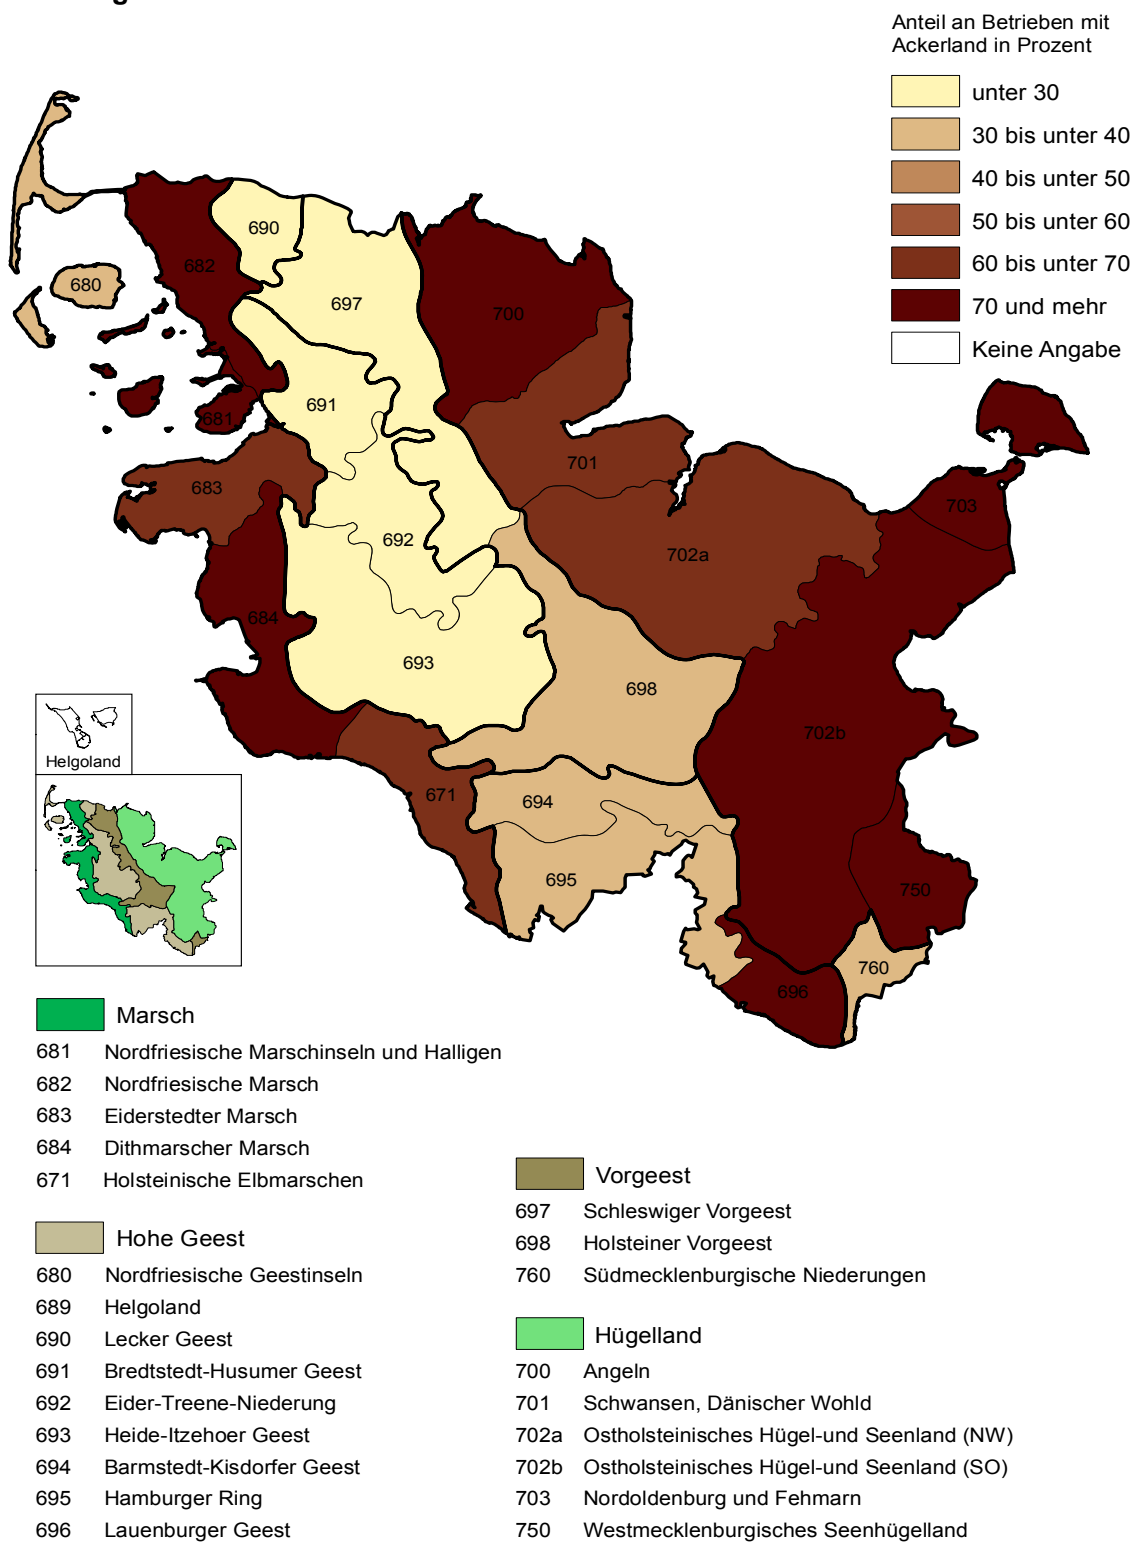 Anteil an Betrieben mit
Ackerland in Prozent
unter 30
30 bis unter 40
40 bis unter 50
50 bis unter 60
60 bis unter 70
70 und mehr
Keine Angabe
690
682
680
697
700
691
681
701
683
703
692
702a
684
693
698
702b
671
694
695
750
760
696
Helgoland
Marsch
681 Nordfriesische Marschinseln und Halligen
682 Nordfriesische Marsch
683 Eiderstedter Marsch
684 Dithmarscher Marsch
671 Holsteinische Elbmarschen
Hohe Geest
680 Nordfriesische Geestinseln
689 Helgoland
690 Lecker Geest
691 Bredtstedt-Husumer Geest
692 Eider-Treene-Niederung
693 Heide-Itzehoer Geest
694 Barmstedt-Kisdorfer Geest
695 Hamburger Ring
696 Lauenburger Geest
Vorgeest
697 Schleswiger Vorgeest
698 Holsteiner Vorgeest
760 Südmecklenburgische Niederungen
Hügelland
700 Angeln
701 Schwansen, Dänischer Wohld
702a Ostholsteinisches Hügel-und Seenland (NW)
702b Ostholsteinisches Hügel-und Seenland (SO)
703 Nordoldenburg und Fehmarn
750 Westmecklenburgisches Seenhügelland